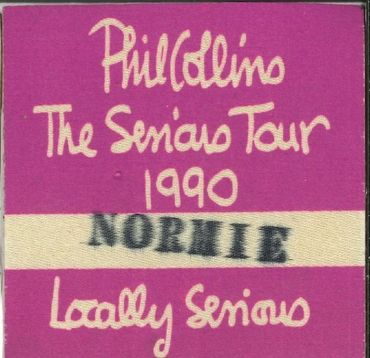 Phil Collins
The Serious Tour
1990
NORMIE
Locally Serious